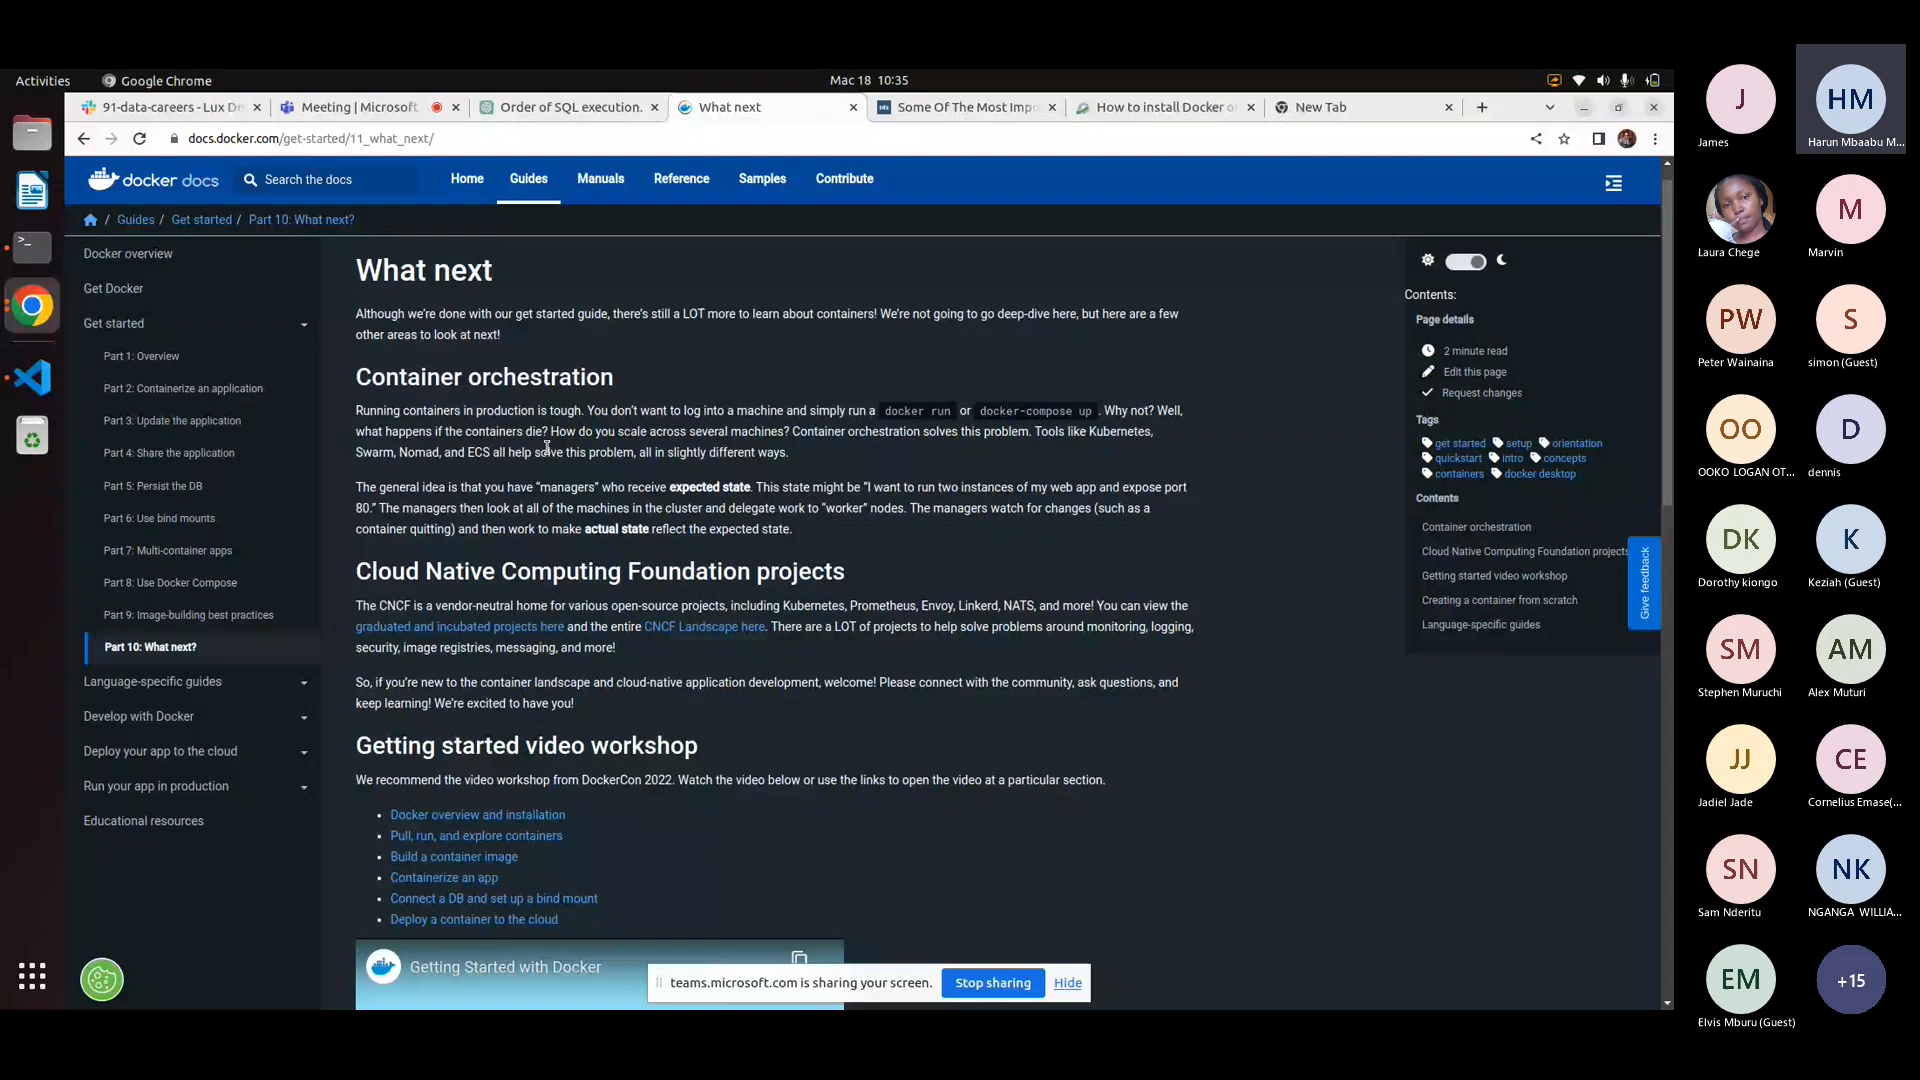 Activities
Google Chrome
Mac 18 10:35
91-data-careers - Lux De
Meeting | Microsoft
Order of SQL execution.
What next
Some Of The Most Impo
How to install Docker o
New Tab
docs.docker.com/get-started/11_what_next/
docker docs
Search the docs
Home
Guides
Manuals
Reference
Samples
Contribute
/ Guides / Get started / Part 10: What next?
Docker overview
Get Docker
Get started
Part 1: Overview
Part 2: Containerize an application
Part 3: Update the application
Part 4: Share the application
Part 5: Persist the DB
Part 6: Use bind mounts
Part 7: Multi-container apps
Part 8: Use Docker Compose
Part 9: Image-building best practices
Part 10: What next?
Language-specific guides
Develop with Docker
Deploy your app to the cloud
Run your app in production
Educational resources
What next
Although we're done with our get started guide, there's still a LOT more to learn about containers! We're not going to go deep-dive here, but here are a few
other areas to look at next!
Container orchestration
Running containers in production is tough. You don't want to log into a machine and simply run a docker run or docker-compose up . Why not? Well,
what happens if the containers die? How do you scale across several machines? Container orchestration solves this problem. Tools like Kubernetes,
Swarm, Nomad, and ECS all help solve this problem, all in slightly different ways.
The general idea is that you have “managers” who receive expected state. This state might be “I want to run two instances of my web app and expose port
80.” The managers then look at all of the machines in the cluster and delegate work to “worker” nodes. The managers watch for changes (such as a
container quitting) and then work to make actual state reflect the expected state.
Cloud Native Computing Foundation projects
The CNCF is a vendor-neutral home for various open-source projects, including Kubernetes, Prometheus, Envoy, Linkerd, NATS, and more! You can view the
graduated and incubated projects here and the entire CNCF Landscape here. There are a LOT of projects to help solve problems around monitoring, logging,
security, image registries, messaging, and more!
So, if you're new to the container landscape and cloud-native application development, welcome! Please connect with the community, ask questions, and
keep learning! We're excited to have you!
Getting started video workshop
We recommend the video workshop from DockerCon 2022. Watch the video below or use the links to open the video at a particular section.
Docker overview and installation
Pull, run, and explore containers
Build a container image
Containerize an app
Connect a DB and set up a bind mount
Deploy a container to the cloud
Getting Started with Docker
teams.microsoft.com is sharing your screen.
Stop sharing
Hide
Contents:
Page details
2 minute read
Edit this page
Request changes
Tags
get started setup orientation
quickstart intro concepts
containers docker desktop
Contents
Container orchestration
Cloud Native Computing Foundation projects
Getting started video workshop
Creating a container from scratch
Language-specific guides
Give feedback
J
James
HM
Harun Mbaabu M...
Laura Chege
M
Marvin
PW
Peter Wainaina
S
simon (Guest)
OO
OOKO LOGAN OT...
D
dennis
DK
Dorothy kiongo
K
Keziah (Guest)
SM
Stephen Muruchi
AM
Alex Muturi
JJ
Jadiel Jade
CE
Cornelius Emase(...
SN
Sam Nderitu
NK
NGANGA WILLIA...
EM
Elvis Mburu (Guest)
+15